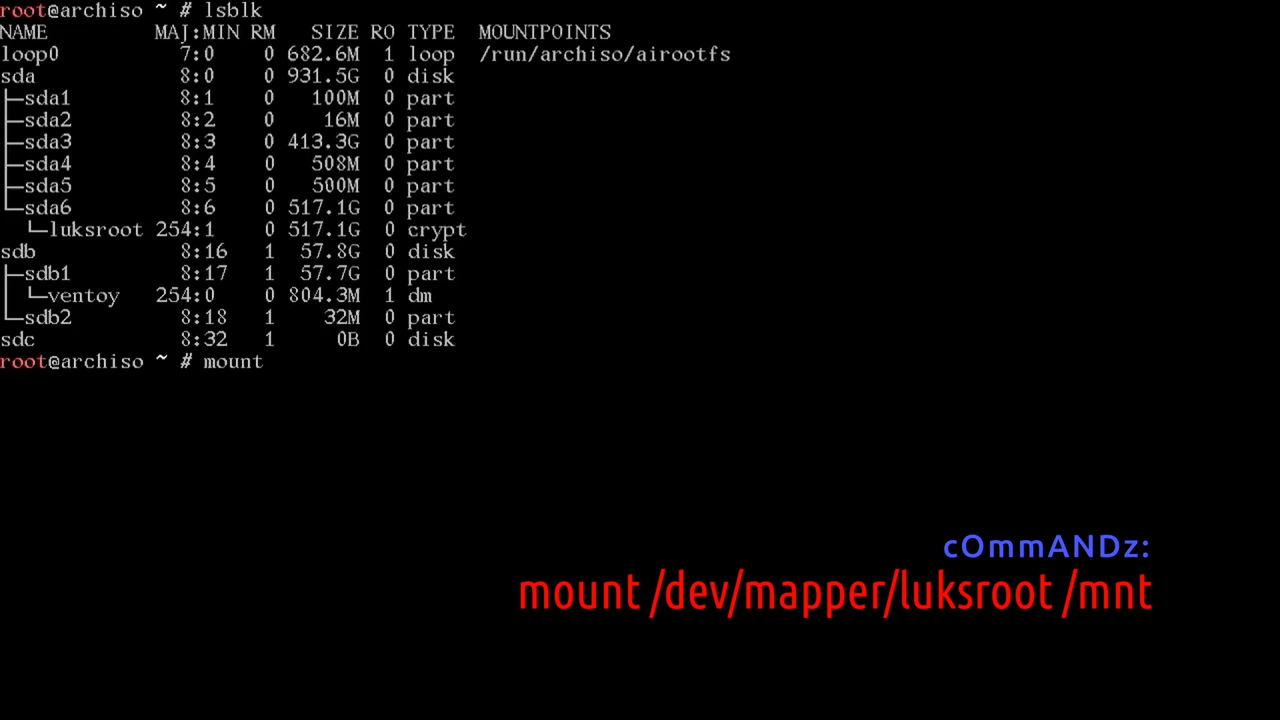 root@archiso ~ # lsblk
NAME         MAJ:MIN RM   SIZE RO TYPE  MOUNTPOINTS
loop0          7:0    0 682.6M  1 loop  /run/archiso/airootfs
sda            8:0    0 931.5G  0 disk
├─sda1         8:1    0   100M  0 part
├─sda2         8:2    0    16M  0 part
├─sda3         8:3    0 413.3G  0 part
├─sda4         8:4    0   508M  0 part
├─sda5         8:5    0   500M  0 part
└─sda6         8:6    0 517.1G  0 part
  └─luksroot 254:1    0 517.1G  0 crypt
sdb            8:16   1  57.8G  0 disk
├─sdb1         8:17   1  57.7G  0 part
│ └─ventoy   254:0    0 804.3M  1 dm
└─sdb2         8:18   1    32M  0 part
sdc            8:32   1     0B  0 disk
root@archiso ~ # mount
cOmmANDz:
mount /dev/mapper/luksroot /mnt